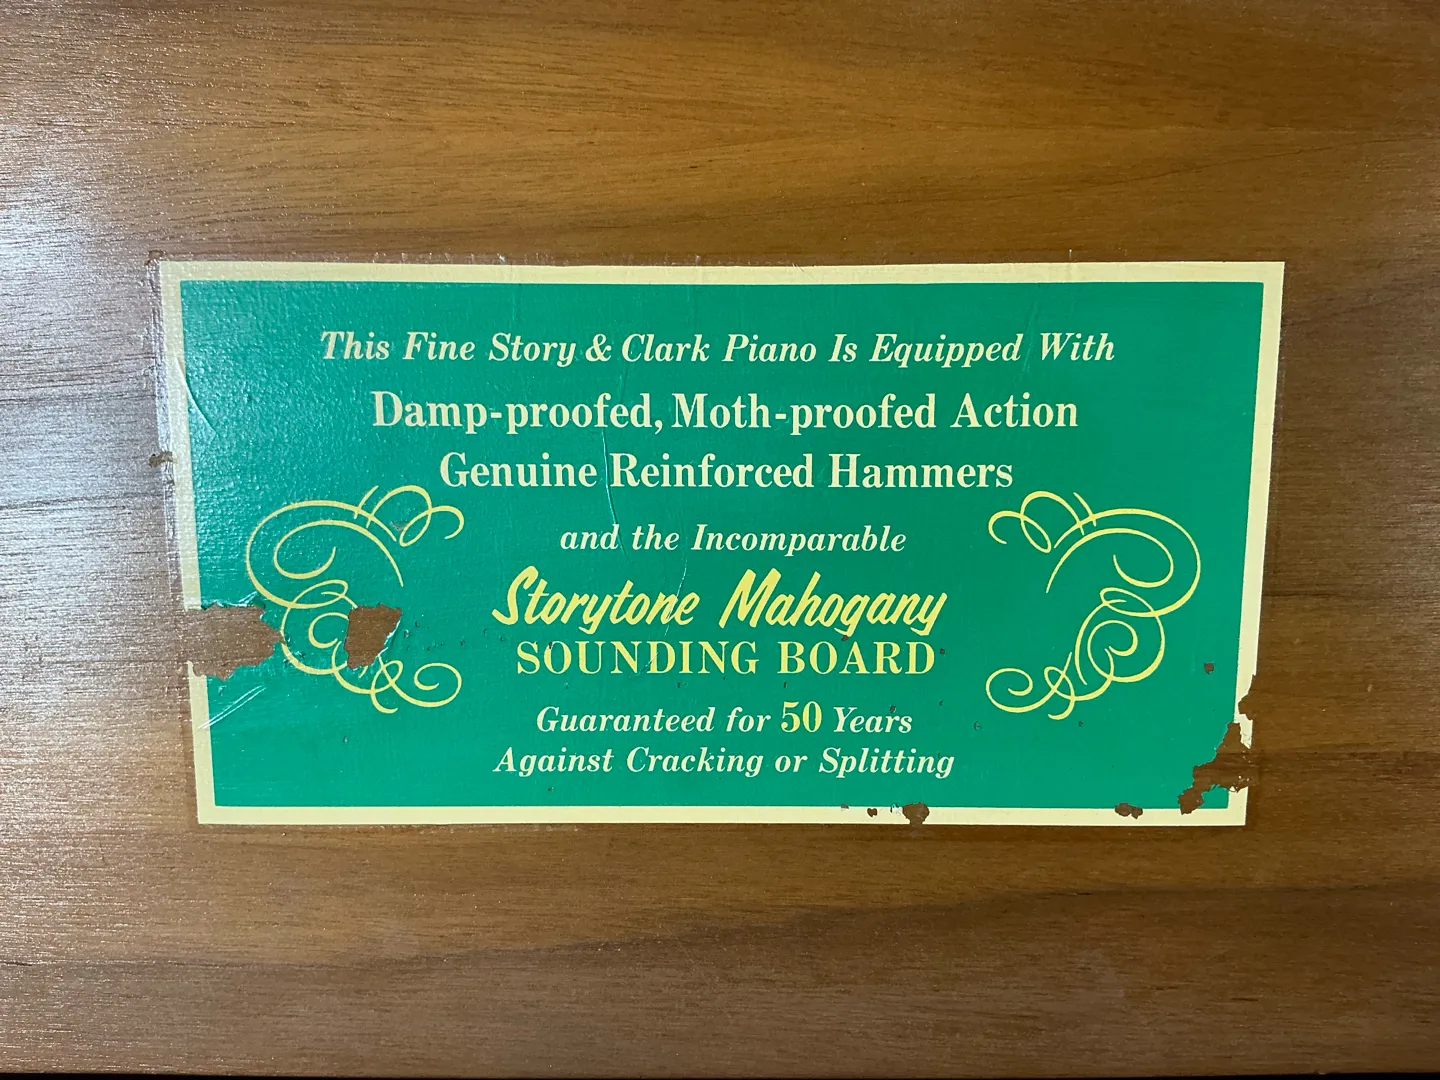 This Fine Story & Clark Piano Is Equipped With
Damp-proofed, Moth-proofed Action
Genuine Reinforced Hammers
and the Incomparable
Storytone Mahogany
SOUNDING BOARD
Guaranteed for 50 Years
Against Cracking or Splitting